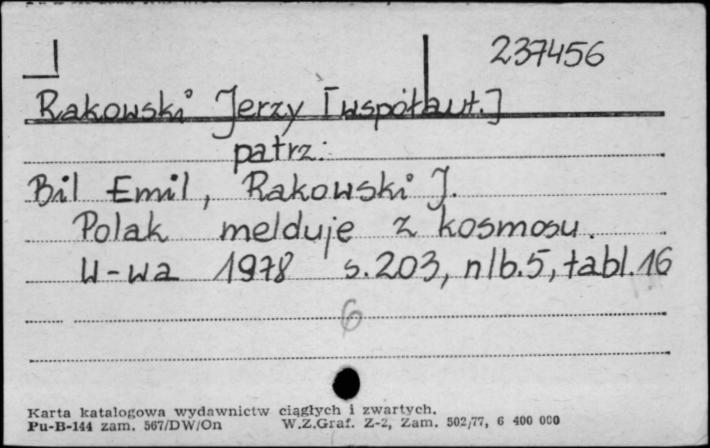 237456
Rakowski Jerzy [współaut.]
patrz:
Bil Emil, Rakowski J.
Polak melduje z kosmosu.
W-wa 1978 s.203, nlb.5, tabl.16
6
Karta katalogowa wydawnictw ciągłych i zwartych.
Pu-B-144 zam. 567/DW/On W.Z.Graf. Z-2, Zam. 502/77, 6 400 000